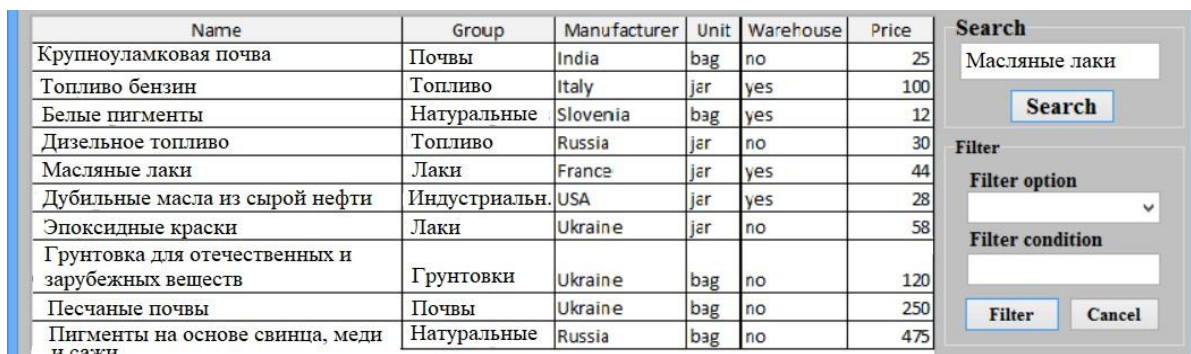 Name Group Manufacturer Unit Warehouse Price
Крупноуламковая почва Почвы India bag no 25
Топливо бензин Топливо Italy jar yes 100
Белые пигменты Натуральные Slovenia bag yes 12
Дизельное топливо Топливо Russia jar no 30
Масляные лаки Лаки France jar yes 44
Дубильные масла из сырой нефти Индустриальн. USA jar yes 28
Эпоксидные краски Лаки Ukraine jar no 58
Грунтовка для отечественных и
зарубежных веществ Грунтовки Ukraine bag no 120
Песчаные почвы Почвы Ukraine bag no 250
Пигменты на основе свинца, меди Натуральные Russia bag no 475
и сажи
Search
Масляные лаки
Search
Filter
Filter option
Filter condition
Filter Cancel